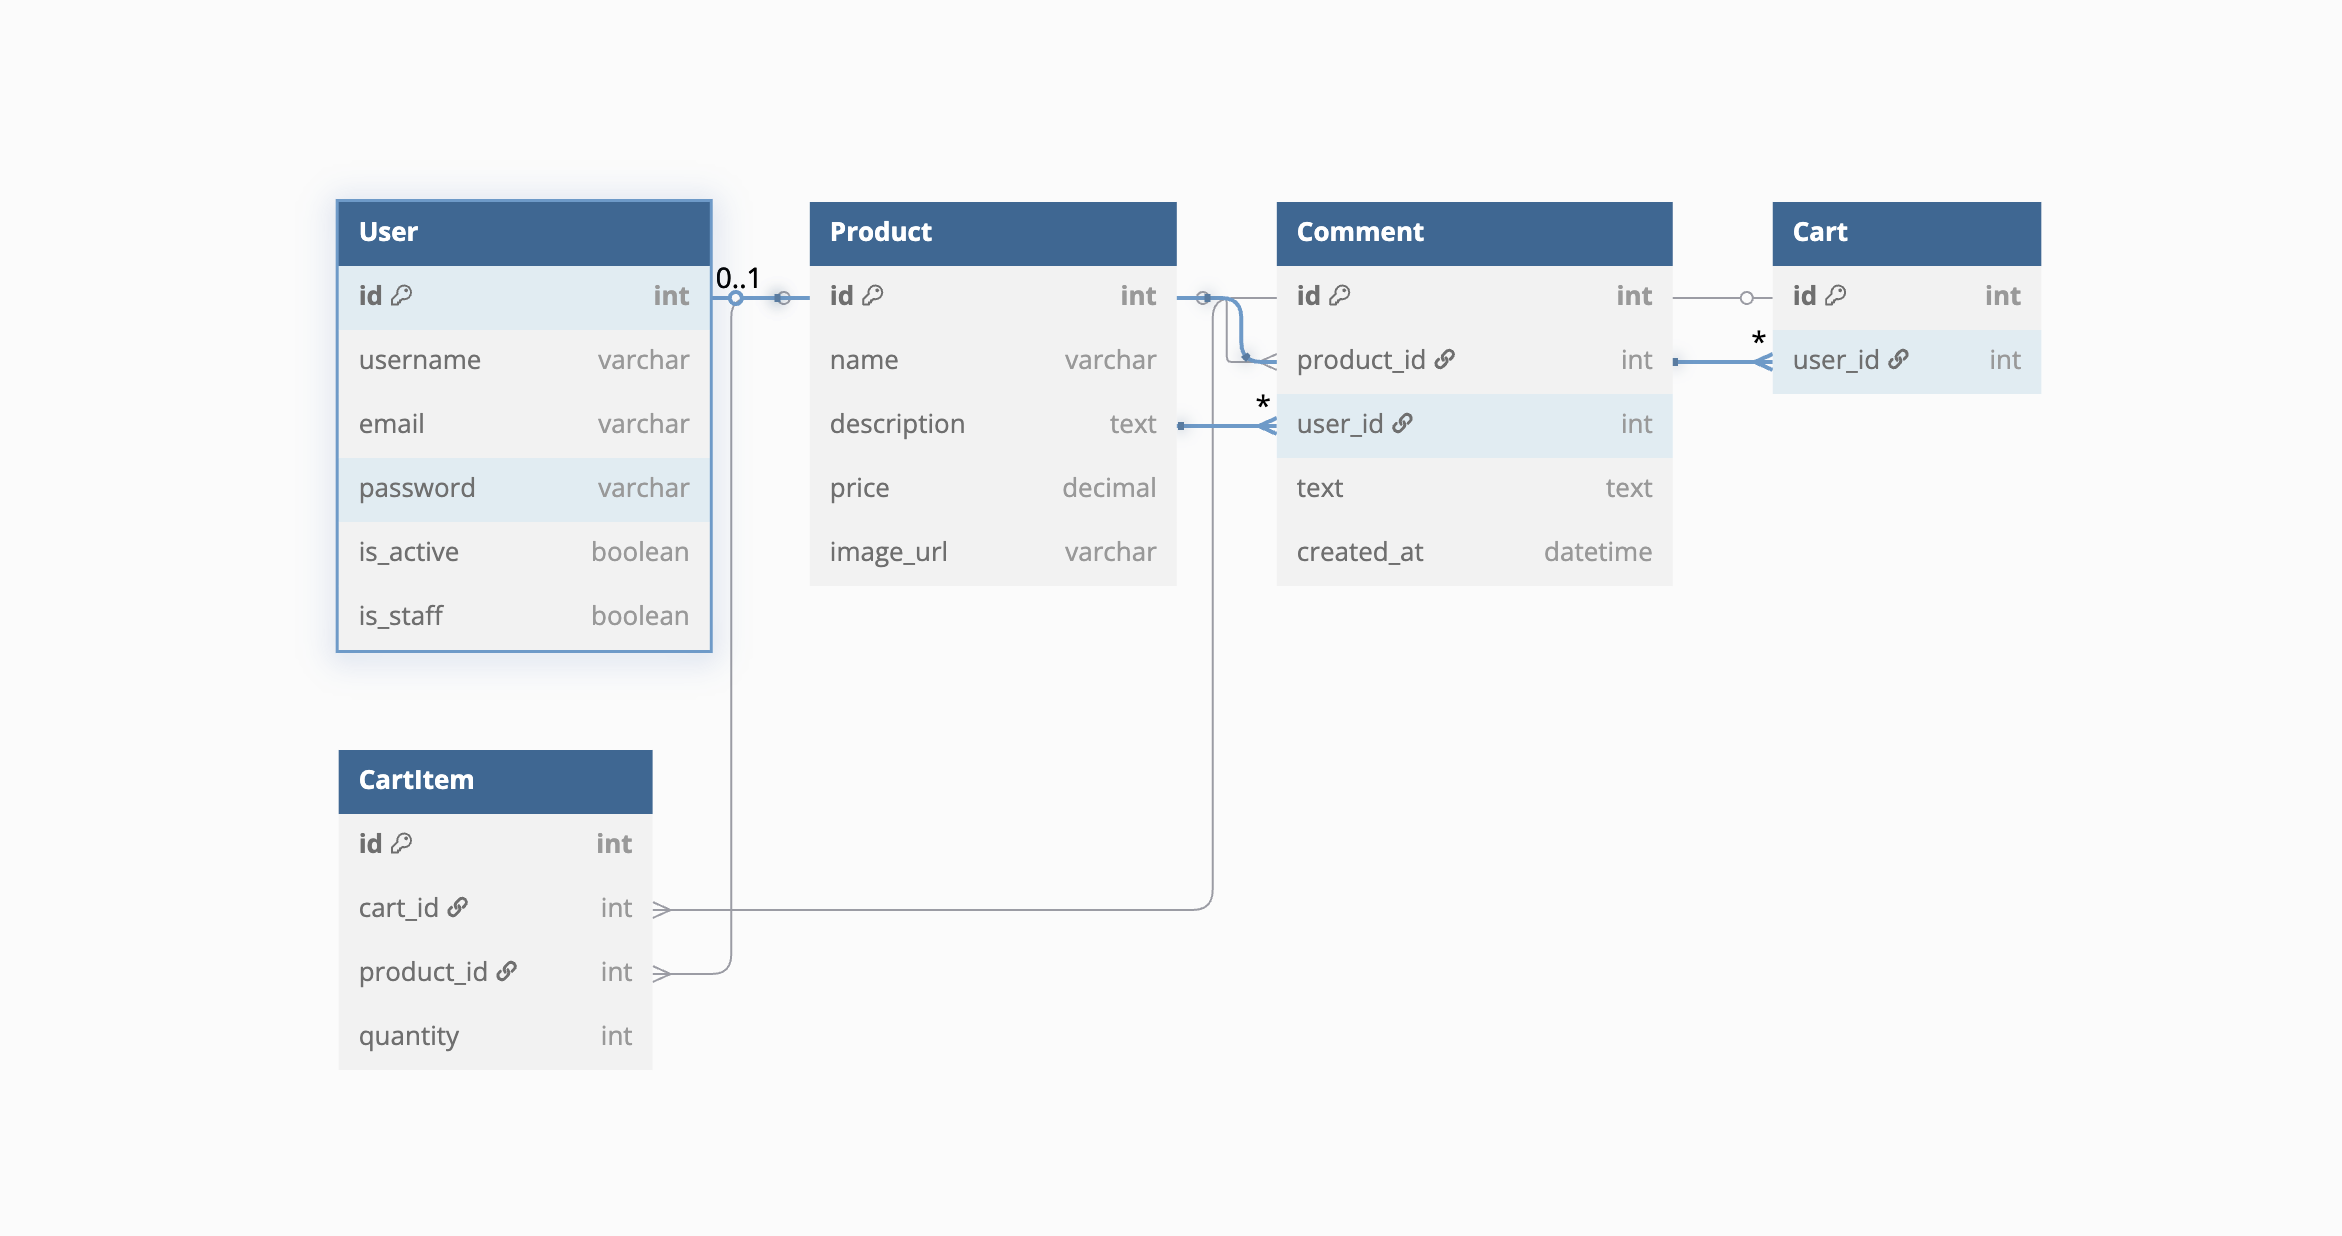 User
id int
username varchar
email varchar
password varchar
is_active boolean
is_staff boolean
0..1
Product
id int
name varchar
description text
price decimal
image_url varchar
Comment
id int
product_id int
*
user_id int
text text
created_at datetime
Cart
id int
*
user_id int
CartItem
id int
cart_id int
product_id int
quantity int